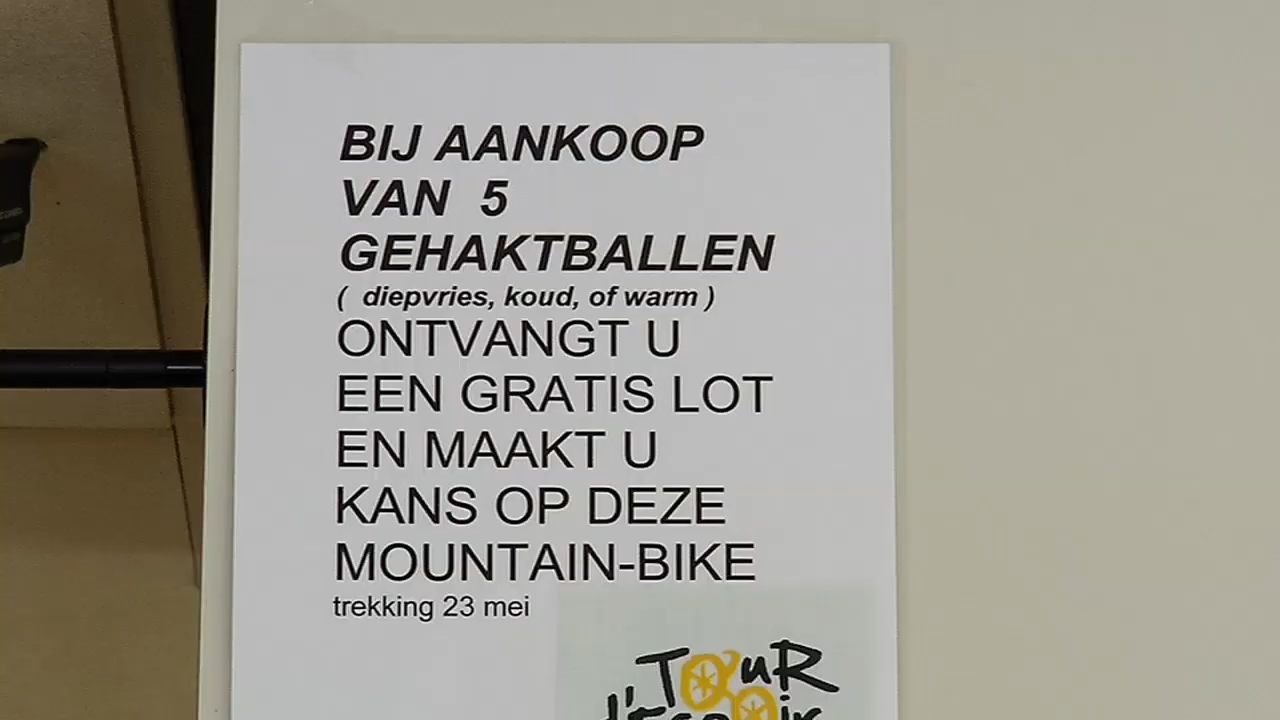 BIJ AANKOOP
VAN 5
GEHAKTBALLEN
( diepvries, koud, of warm )
ONTVANGT U
EEN GRATIS LOT
EN MAAKT U
KANS OP DEZE
MOUNTAIN-BIKE
trekking 23 mei
TOUR
d'espoir